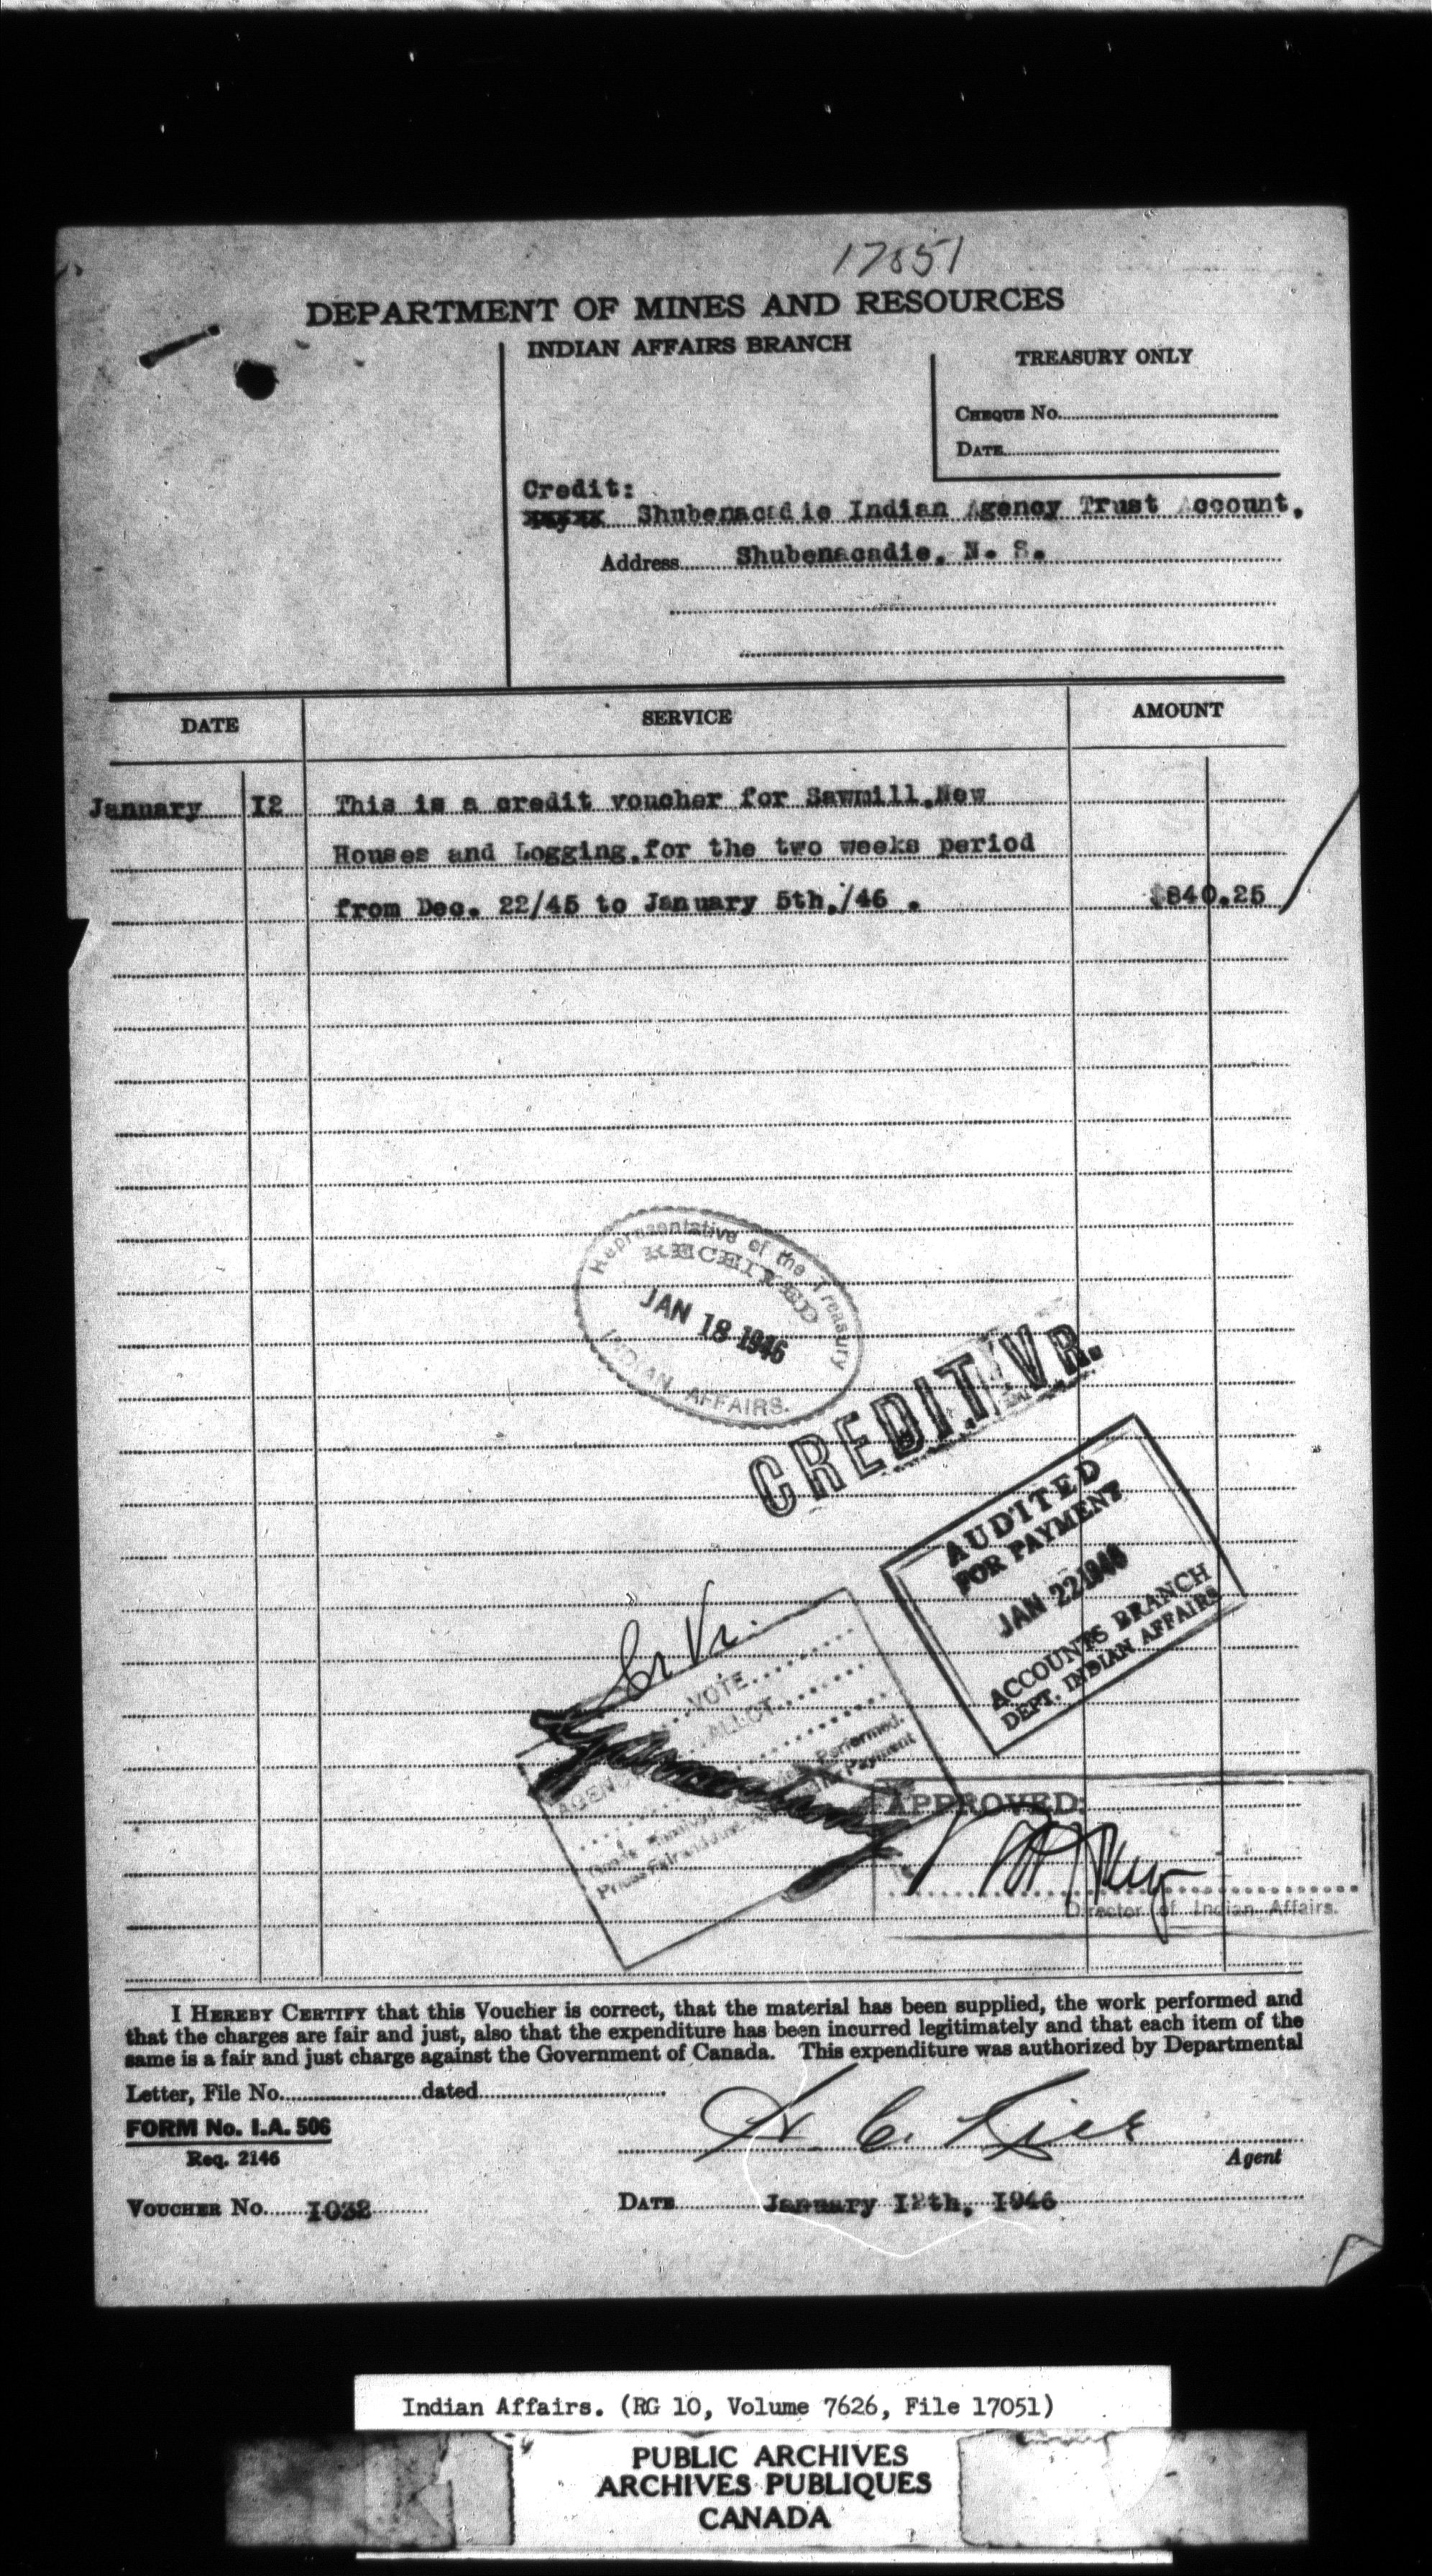 17051
DEPARTMENT OF MINES AND RESOURCES
INDIAN AFFAIRS BRANCH
TREASURY ONLY
CHEQUE No.
DATE
Credit:
Shubenacadie Indian Agency Trust Account,
Address Shubenacadie, N. S.
DATE SERVICE AMOUNT
January 12 This is a credit voucher for Sawmill,New
Houses and Logging,for the two weeks period
from Dec. 22/45 to January 5th,/46 . $840.25
Representative of the Treasury
RECEIVED
JAN 18 1946
INDIAN AFFAIRS.
CREDIT VR.
AUDITED
FOR PAYMENT
JAN 22 1946
ACCOUNTS BRANCH
DEPT. INDIAN AFFAIRS
VOTE
ALLOT
Performed.
Payment
APPROVED:
Director of Indian Affairs.
I HEREBY CERTIFY that this Voucher is correct, that the material has been supplied, the work performed and
that the charges are fair and just, also that the expenditure has been incurred legitimately and that each item of the
same is a fair and just charge against the Government of Canada. This expenditure was authorized by Departmental
Letter, File No. dated
FORM No. I.A. 506
Req. 2146
H. C. Rice
Agent
VOUCHER No. 1038
DATE January 12th, 1946
Indian Affairs. (RG 10, Volume 7626, File 17051)
PUBLIC ARCHIVES
ARCHIVES PUBLIQUES
CANADA